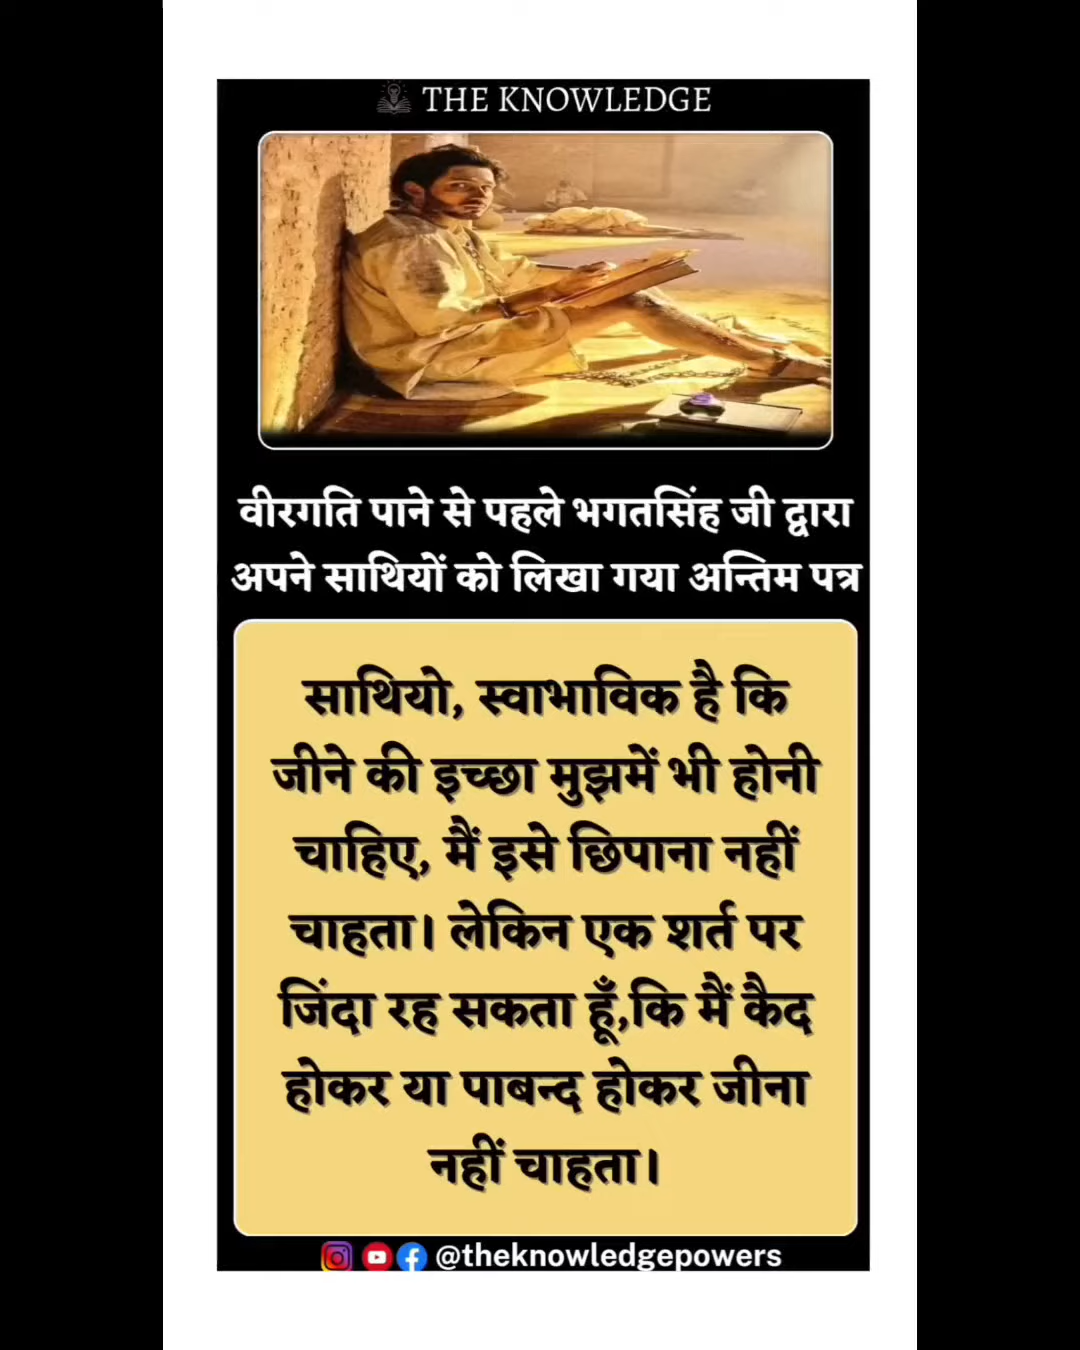 THE KNOWLEDGE
वीरगति पाने से पहले भगतसिंह जी द्वारा
अपने साथियों को लिखा गया अन्तिम पत्र
साथियो, स्वाभाविक है कि
जीने की इच्छा मुझमें भी होनी
चाहिए, मैं इसे छिपाना नहीं
चाहता। लेकिन एक शर्त पर
जिंदा रह सकता हूँ,कि मैं कैद
होकर या पाबन्द होकर जीना
नहीं चाहता।
@theknowledgepowers